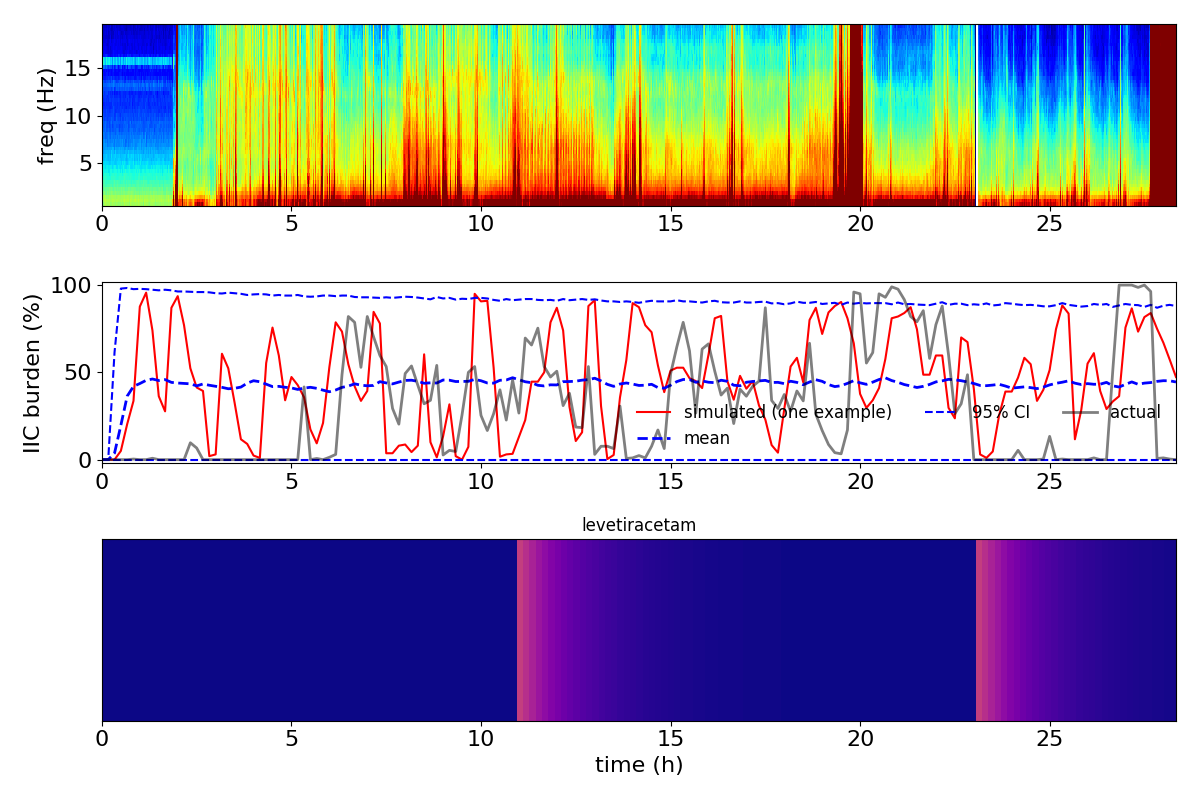 freq (Hz)
15
10
5
0 5 10 15 20 25
IIC burden (%)
100
50
0
simulated (one example) 95% CI actual
mean
0 5 10 15 20 25
levetiracetam
0 5 10 15 20 25
time (h)